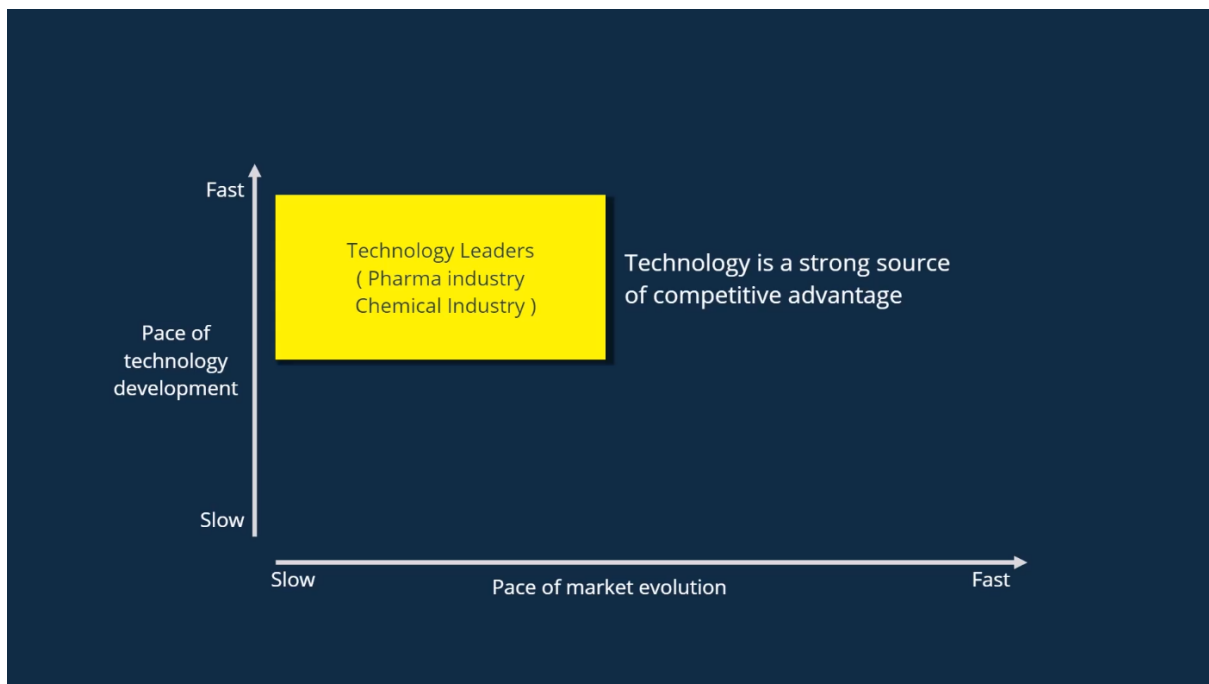 Fast
Technology Leaders
( Pharma industry
Chemical Industry )
Technology is a strong source
of competitive advantage
Pace of
technology
development
Slow
Slow
Pace of market evolution
Fast